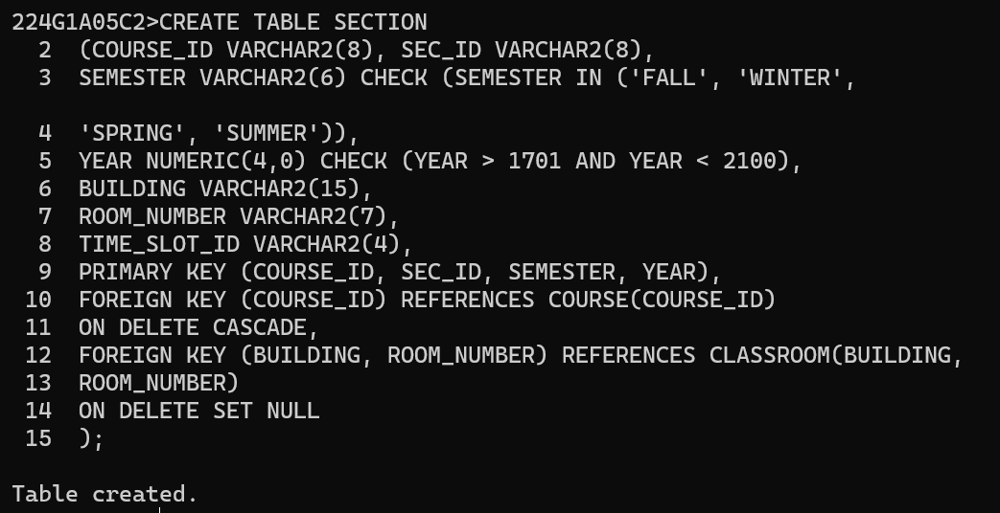 224G1A05C2>CREATE TABLE SECTION
2 (COURSE_ID VARCHAR2(8), SEC_ID VARCHAR2(8),
3 SEMESTER VARCHAR2(6) CHECK (SEMESTER IN ('FALL', 'WINTER',
4 'SPRING', 'SUMMER')),
5 YEAR NUMERIC(4,0) CHECK (YEAR > 1701 AND YEAR < 2100),
6 BUILDING VARCHAR2(15),
7 ROOM_NUMBER VARCHAR2(7),
8 TIME_SLOT_ID VARCHAR2(4),
9 PRIMARY KEY (COURSE_ID, SEC_ID, SEMESTER, YEAR),
10 FOREIGN KEY (COURSE_ID) REFERENCES COURSE(COURSE_ID)
11 ON DELETE CASCADE,
12 FOREIGN KEY (BUILDING, ROOM_NUMBER) REFERENCES CLASSROOM(BUILDING,
13 ROOM_NUMBER)
14 ON DELETE SET NULL
15 );
Table created.